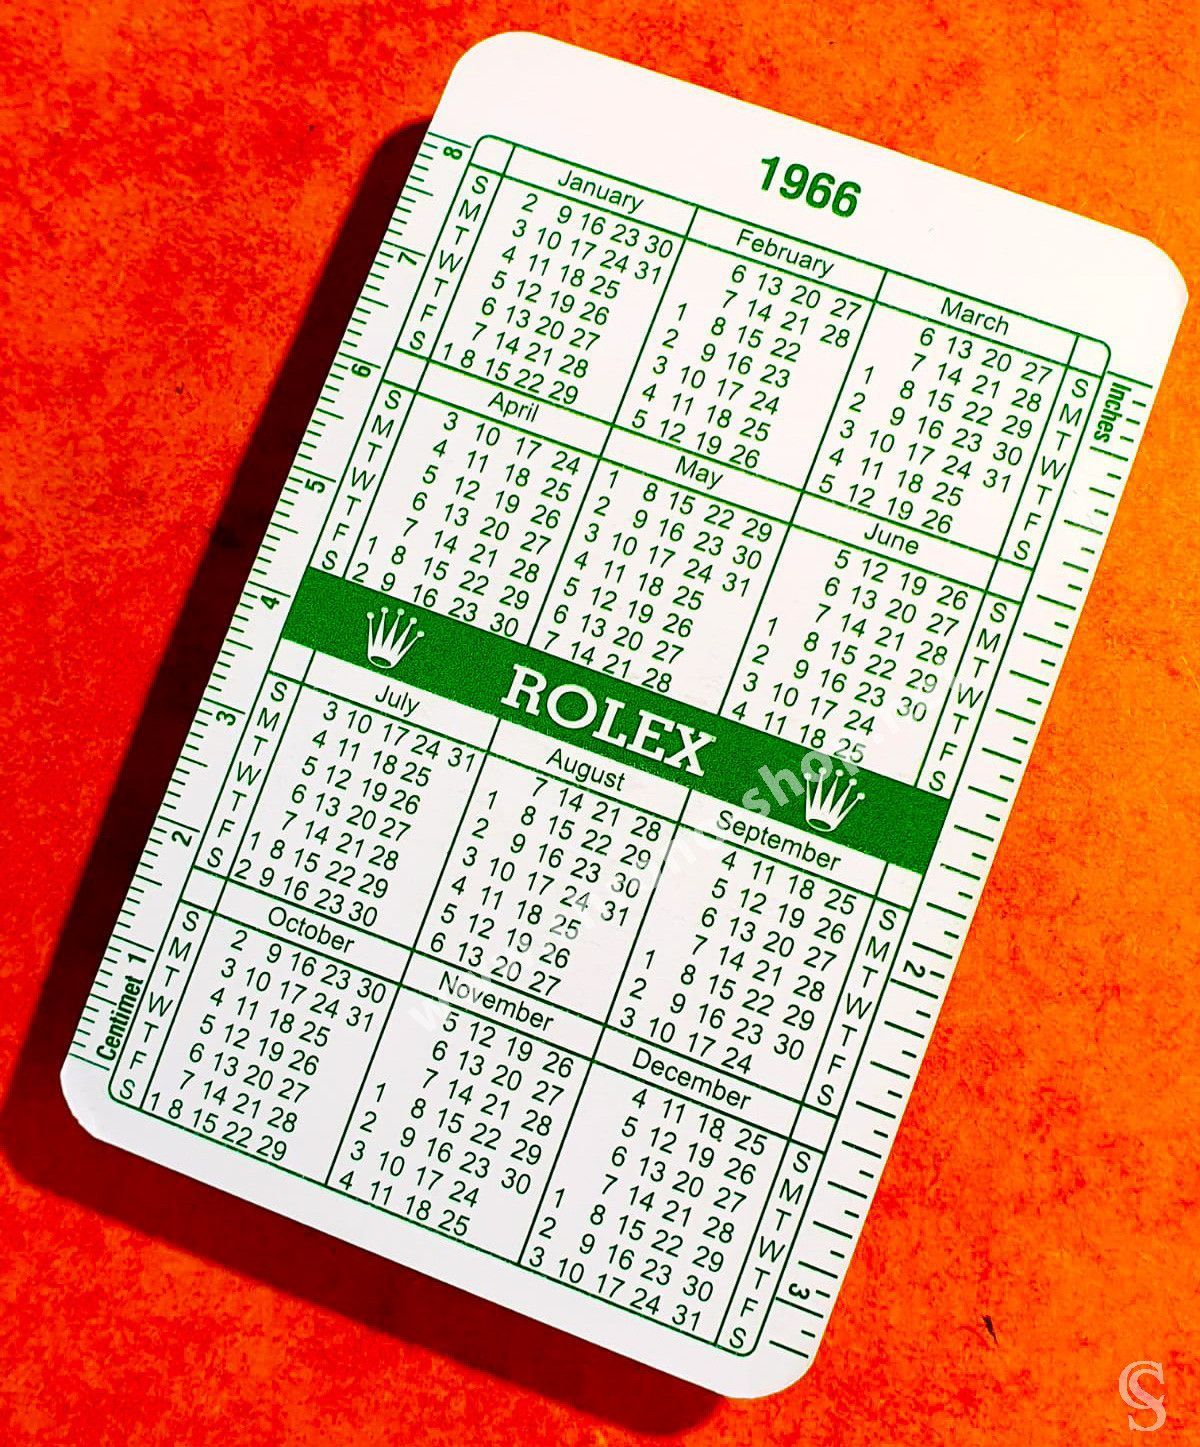 1966
January February March
S 2 9 16 23 30 6 13 20 27 6 13 20 27 S
M 3 10 17 24 31 7 14 21 28 7 14 21 28 M
T 4 11 18 25 1 8 15 22 1 8 15 22 29 T
W 5 12 19 26 2 9 16 23 2 9 16 23 30 W
T 6 13 20 27 3 10 17 24 3 10 17 24 31 T
F 7 14 21 28 4 11 18 25 4 11 18 25 F
S 1 8 15 22 29 5 12 19 26 5 12 19 26 S
April May June
S 3 10 17 24 1 8 15 22 29 5 12 19 26 S
M 4 11 18 25 2 9 16 23 30 6 13 20 27 M
T 5 12 19 26 3 10 17 24 31 7 14 21 28 T
W 6 13 20 27 4 11 18 25 1 8 15 22 29 W
T 7 14 21 28 5 12 19 26 2 9 16 23 30 T
F 1 8 15 22 29 6 13 20 27 3 10 17 24 F
S 2 9 16 23 30 7 14 21 28 4 11 18 25 S
ROLEX
July August September
S 3 10 17 24 31 7 14 21 28 4 11 18 25 S
M 4 11 18 25 1 8 15 22 29 5 12 19 26 M
T 5 12 19 26 2 9 16 23 30 6 13 20 27 T
W 6 13 20 27 3 10 17 24 31 7 14 21 28 W
T 7 14 21 28 4 11 18 25 1 8 15 22 29 T
F 1 8 15 22 29 5 12 19 26 2 9 16 23 30 F
S 2 9 16 23 30 6 13 20 27 3 10 17 24 S
October November December
S 2 9 16 23 30 5 12 19 26 4 11 18 25 S
M 3 10 17 24 31 6 13 20 27 5 12 19 26 M
T 4 11 18 25 7 14 21 28 6 13 20 27 T
W 5 12 19 26 1 8 15 22 29 7 14 21 28 W
T 6 13 20 27 2 9 16 23 30 1 8 15 22 29 T
F 7 14 21 28 3 10 17 24 2 9 16 23 30 F
S 1 8 15 22 29 4 11 18 25 3 10 17 24 31 S
Centimet 1 2 3 4 5 6 7 8
Inches 2 3